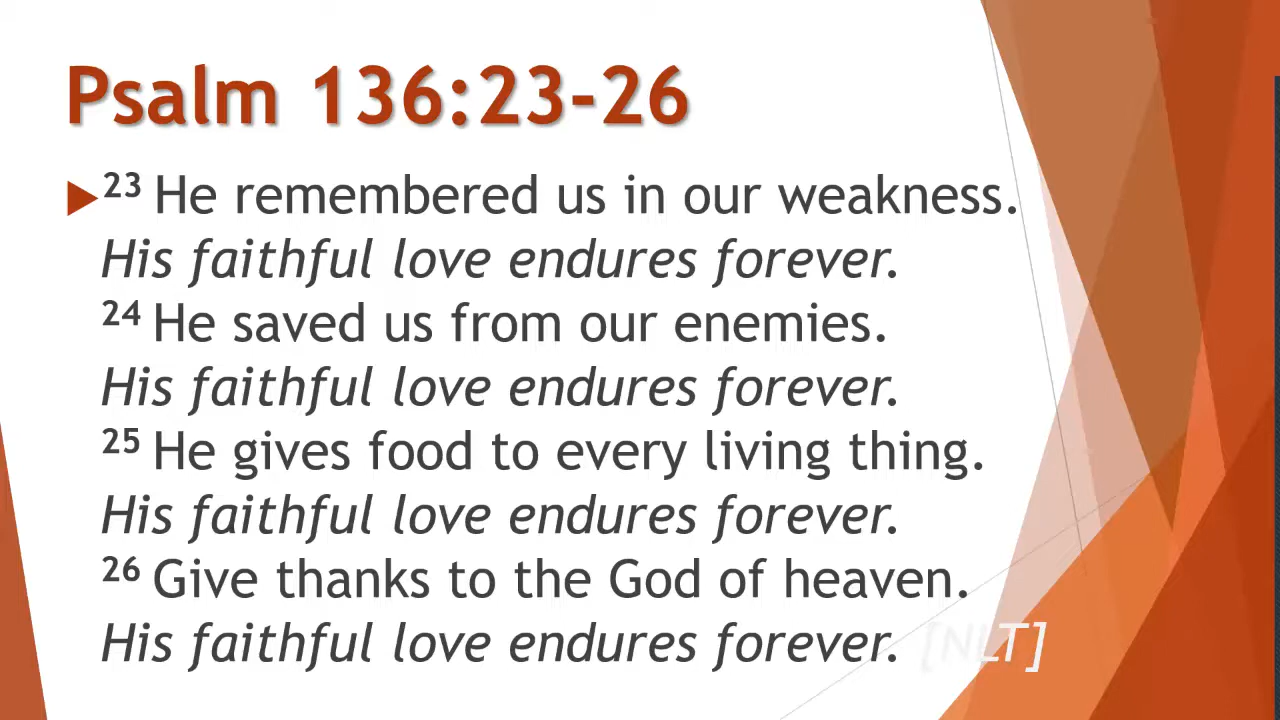 Psalm 136:23-26
23 He remembered us in our weakness.
His faithful love endures forever.
24 He saved us from our enemies.
His faithful love endures forever.
25 He gives food to every living thing.
His faithful love endures forever.
26 Give thanks to the God of heaven.
His faithful love endures forever. [NLT]